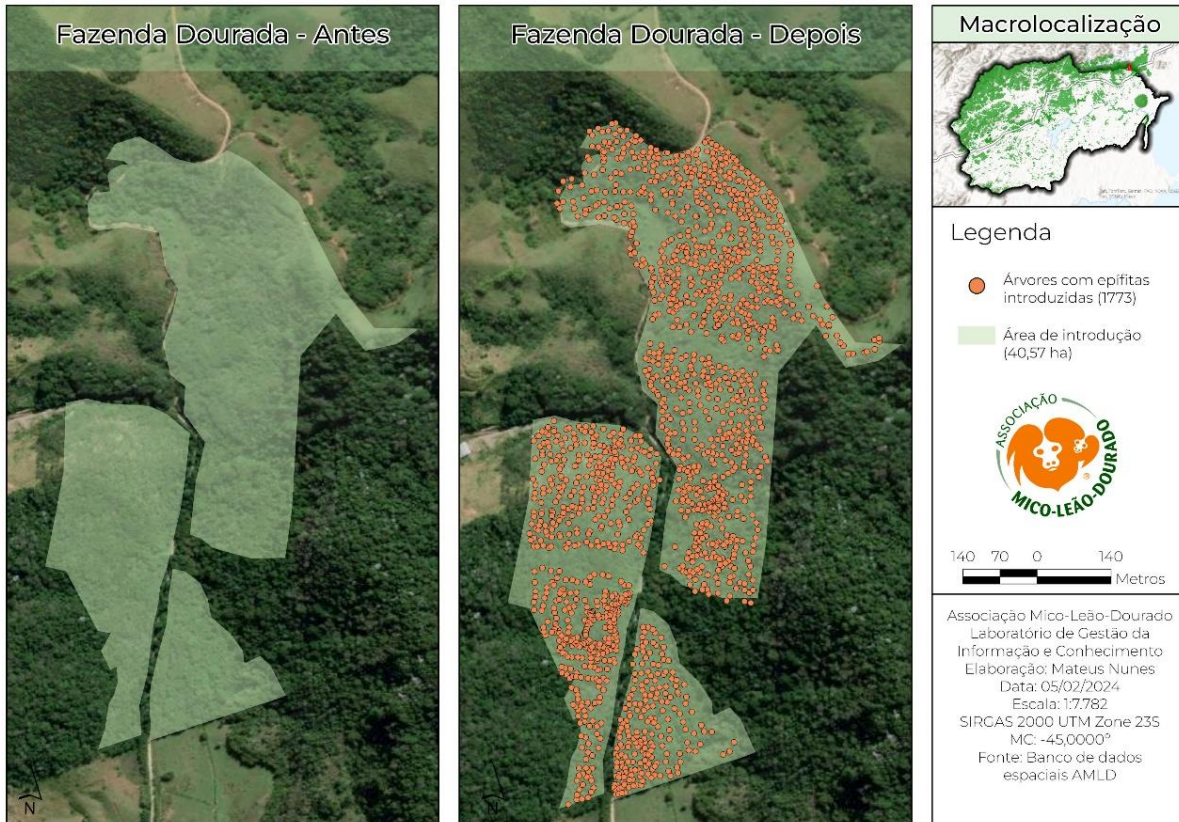 Fazenda Dourada - Antes
Fazenda Dourada - Depois
Macrolocalização
Legenda
Árvores com epífitas
introduzidas (1773)
Área de introdução
(40,57 ha)
ASSOCIAÇÃO
MICO-LEÃO-DOURADO
®
140 70 0 140
Metros
Associação Mico-Leão-Dourado
Laboratório de Gestão da
Informação e Conhecimento
Elaboração: Mateus Nunes
Data: 05/02/2024
Escala: 1:7.782
SIRGAS 2000 UTM Zone 23S
MC: -45,0000°
Fonte: Banco de dados
espaciais AMLD
N
N